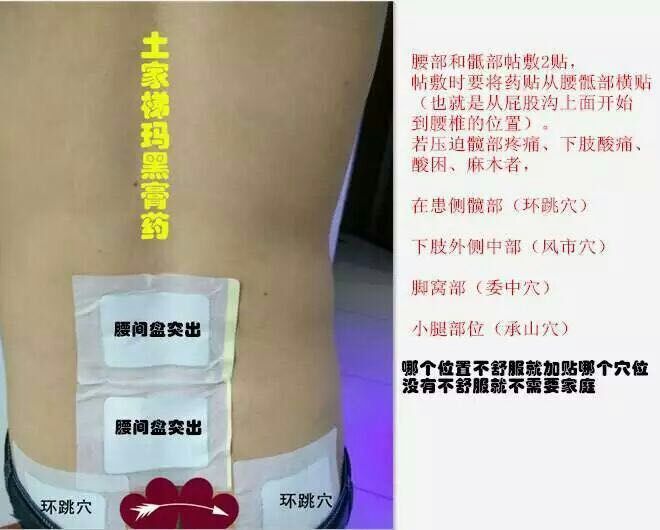 土家梯玛黑膏药
腰间盘突出
腰间盘突出
环跳穴
环跳穴
腰部和骶部帖敷2贴，
帖敷时要将药贴从腰骶部横贴
（也就是从屁股沟上面开始
到腰椎的位置）。
若压迫髋部疼痛、下肢酸痛、
酸困、麻木者，
在患侧髋部（环跳穴）
下肢外侧中部（风市穴）
脚窝部（委中穴）
小腿部位（承山穴）
哪个位置不舒服就加贴哪个穴位
没有不舒服就不需要家庭